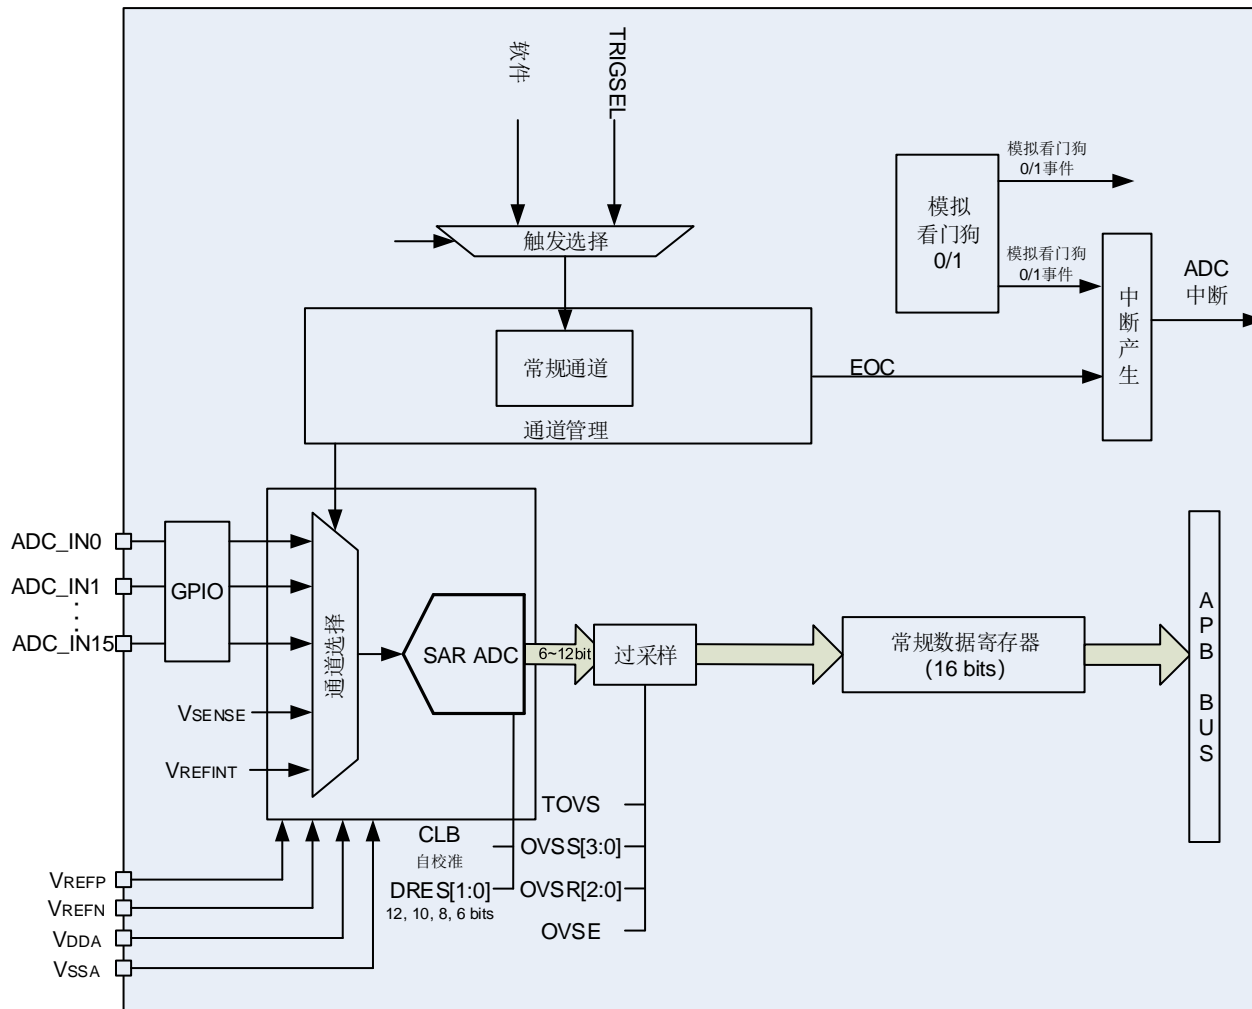 软件
TRIGSEL
触发选择
模拟
看门狗
0/1
模拟看门狗
0/1事件
模拟看门狗
0/1事件
中断产生
ADC
中断
常规通道
通道管理
EOC
ADC_IN0
ADC_IN1
ADC_IN15
GPIO
VSENSE
VREFINT
通道选择
SAR ADC
6~12bit
过采样
常规数据寄存器
(16 bits)
APB BUS
CLB
自校准
DRES[1:0]
12, 10, 8, 6 bits
TOVS
OVSS[3:0]
OVSR[2:0]
OVSE
VREFP
VREFN
VDDA
VSSA